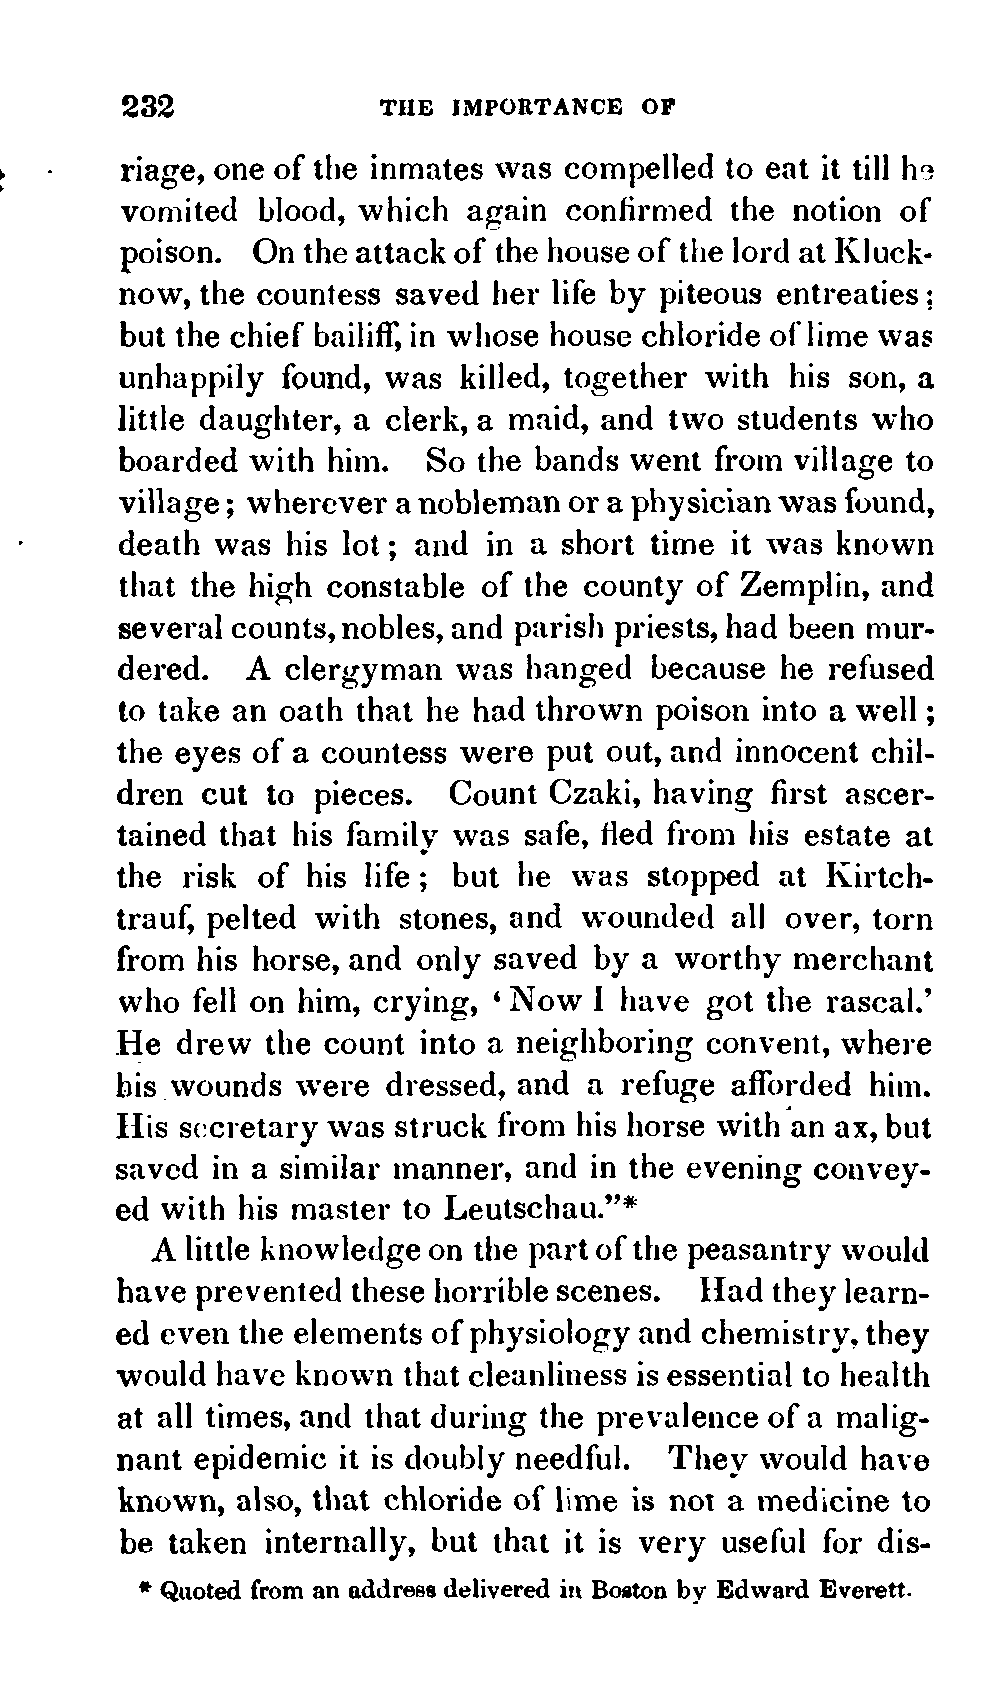 232 THE IMPORTANCE OF
riage, one of the inmates was compelled to eat it till he
vomited blood, which again confirmed the notion of
poison. On the attack of the house of the lord at Kluck-
now, the countess saved her life by piteous entreaties;
but the chief bailiff, in whose house chloride of lime was
unhappily found, was killed, together with his son, a
little daughter, a clerk, a maid, and two students who
boarded with him. So the bands went from village to
village; wherever a nobleman or a physician was found,
death was his lot; and in a short time it was known
that the high constable of the county of Zemplin, and
several counts, nobles, and parish priests, had been mur-
dered. A clergyman was hanged because he refused
to take an oath that he had thrown poison into a well;
the eyes of a countess were put out, and innocent chil-
dren cut to pieces. Count Czaki, having first ascer-
tained that his family was safe, fled from his estate at
the risk of his life; but he was stopped at Kirtch-
trauf, pelted with stones, and wounded all over, torn
from his horse, and only saved by a worthy merchant
who fell on him, crying, ‘Now I have got the rascal.’
He drew the count into a neighboring convent, where
his wounds were dressed, and a refuge afforded him.
His secretary was struck from his horse with an ax, but
saved in a similar manner, and in the evening convey-
ed with his master to Leutschau.”*
A little knowledge on the part of the peasantry would
have prevented these horrible scenes. Had they learn-
ed even the elements of physiology and chemistry, they
would have known that cleanliness is essential to health
at all times, and that during the prevalence of a malig-
nant epidemic it is doubly needful. They would have
known, also, that chloride of lime is not a medicine to
be taken internally, but that it is very useful for dis-
* Quoted from an address delivered in Boston by Edward Everett.